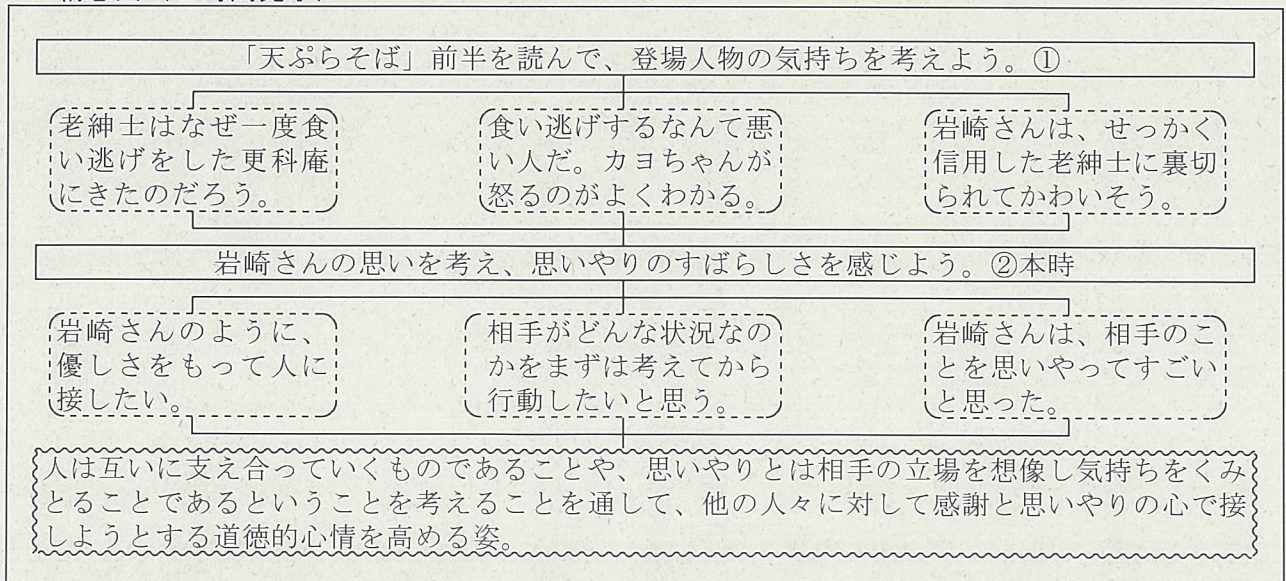 「天ぷらそば」前半を読んで、登場人物の気持ちを考えよう。①
老紳士はなぜ一度食
い逃げをした更科庵
にきたのだろう。
食い逃げするなんて悪
い人だ。カヨちゃんが
怒るのがよくわかる。
岩崎さんは、せっかく
信用した老紳士に裏切
られてかわいそう。
岩崎さんの思いを考え、思いやりのすばらしさを感じよう。②本時
岩崎さんのように、
優しさをもって人に
接したい。
相手がどんな状況なの
かをまずは考えてから
行動したいと思う。
岩崎さんは、相手のこ
とを思いやってすごい
と思った。
人は互いに支え合っていくものであることや、思いやりとは相手の立場を想像し気持ちをくみ
とることであるということを考えることを通して、他の人々に対して感謝と思いやりの心で接
しようとする道徳的心情を高める姿。